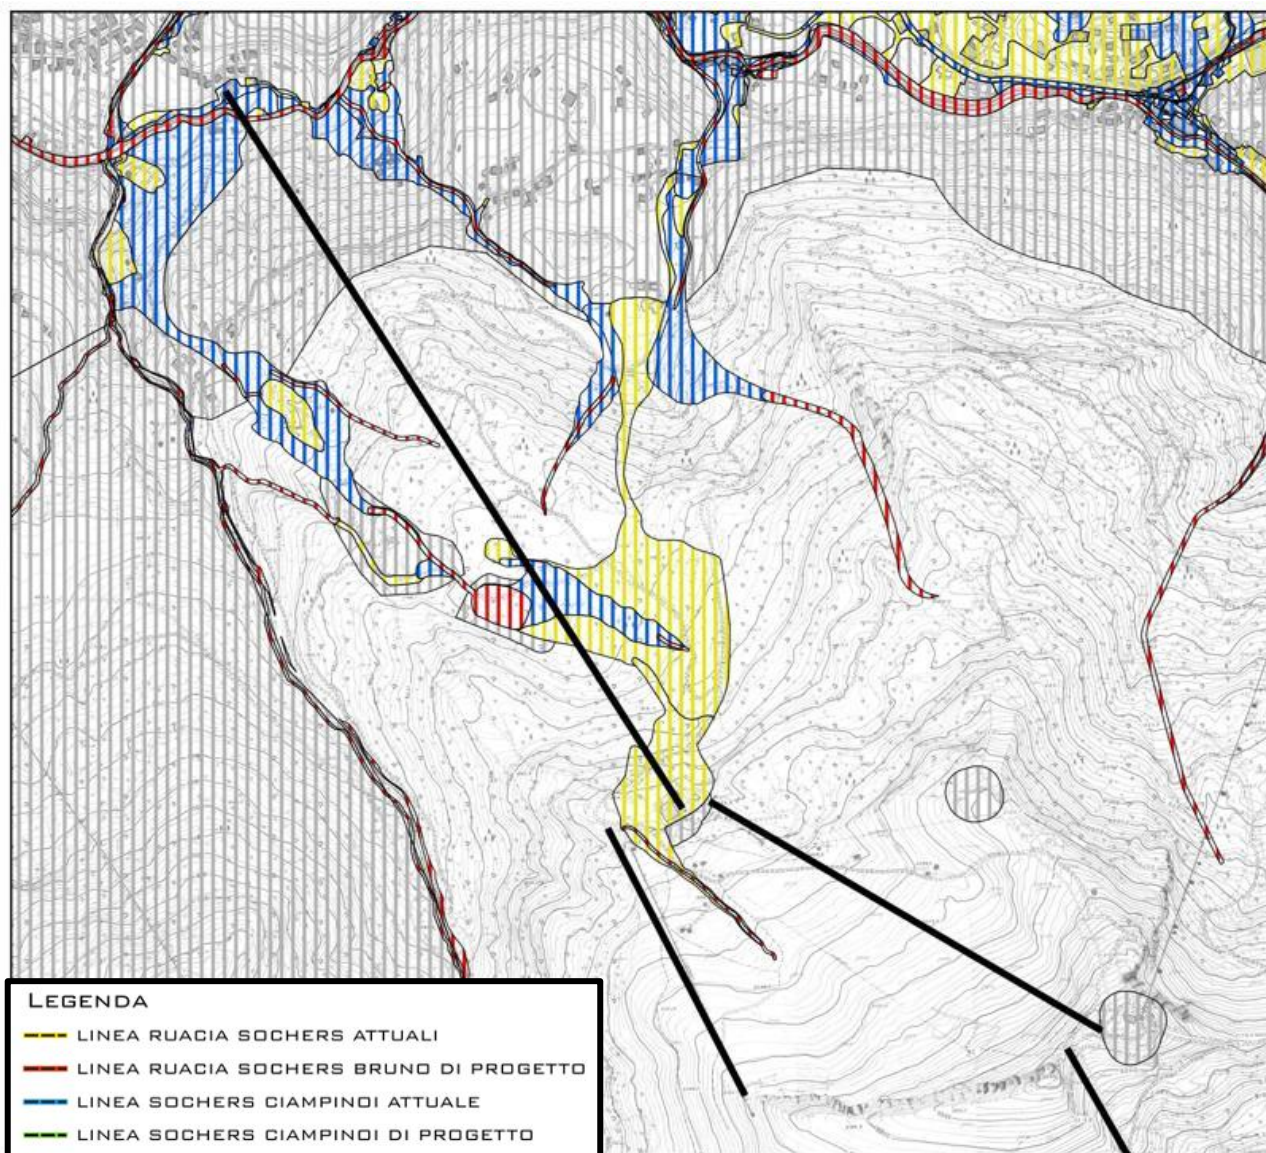 LEGENDA
LINEA RUACIA SOCHERS ATTUALI
LINEA RUACIA SOCHERS BRUNO DI PROGETTO
LINEA SOCHERS CIAMPINOI ATTUALE
LINEA SOCHERS CIAMPINOI DI PROGETTO